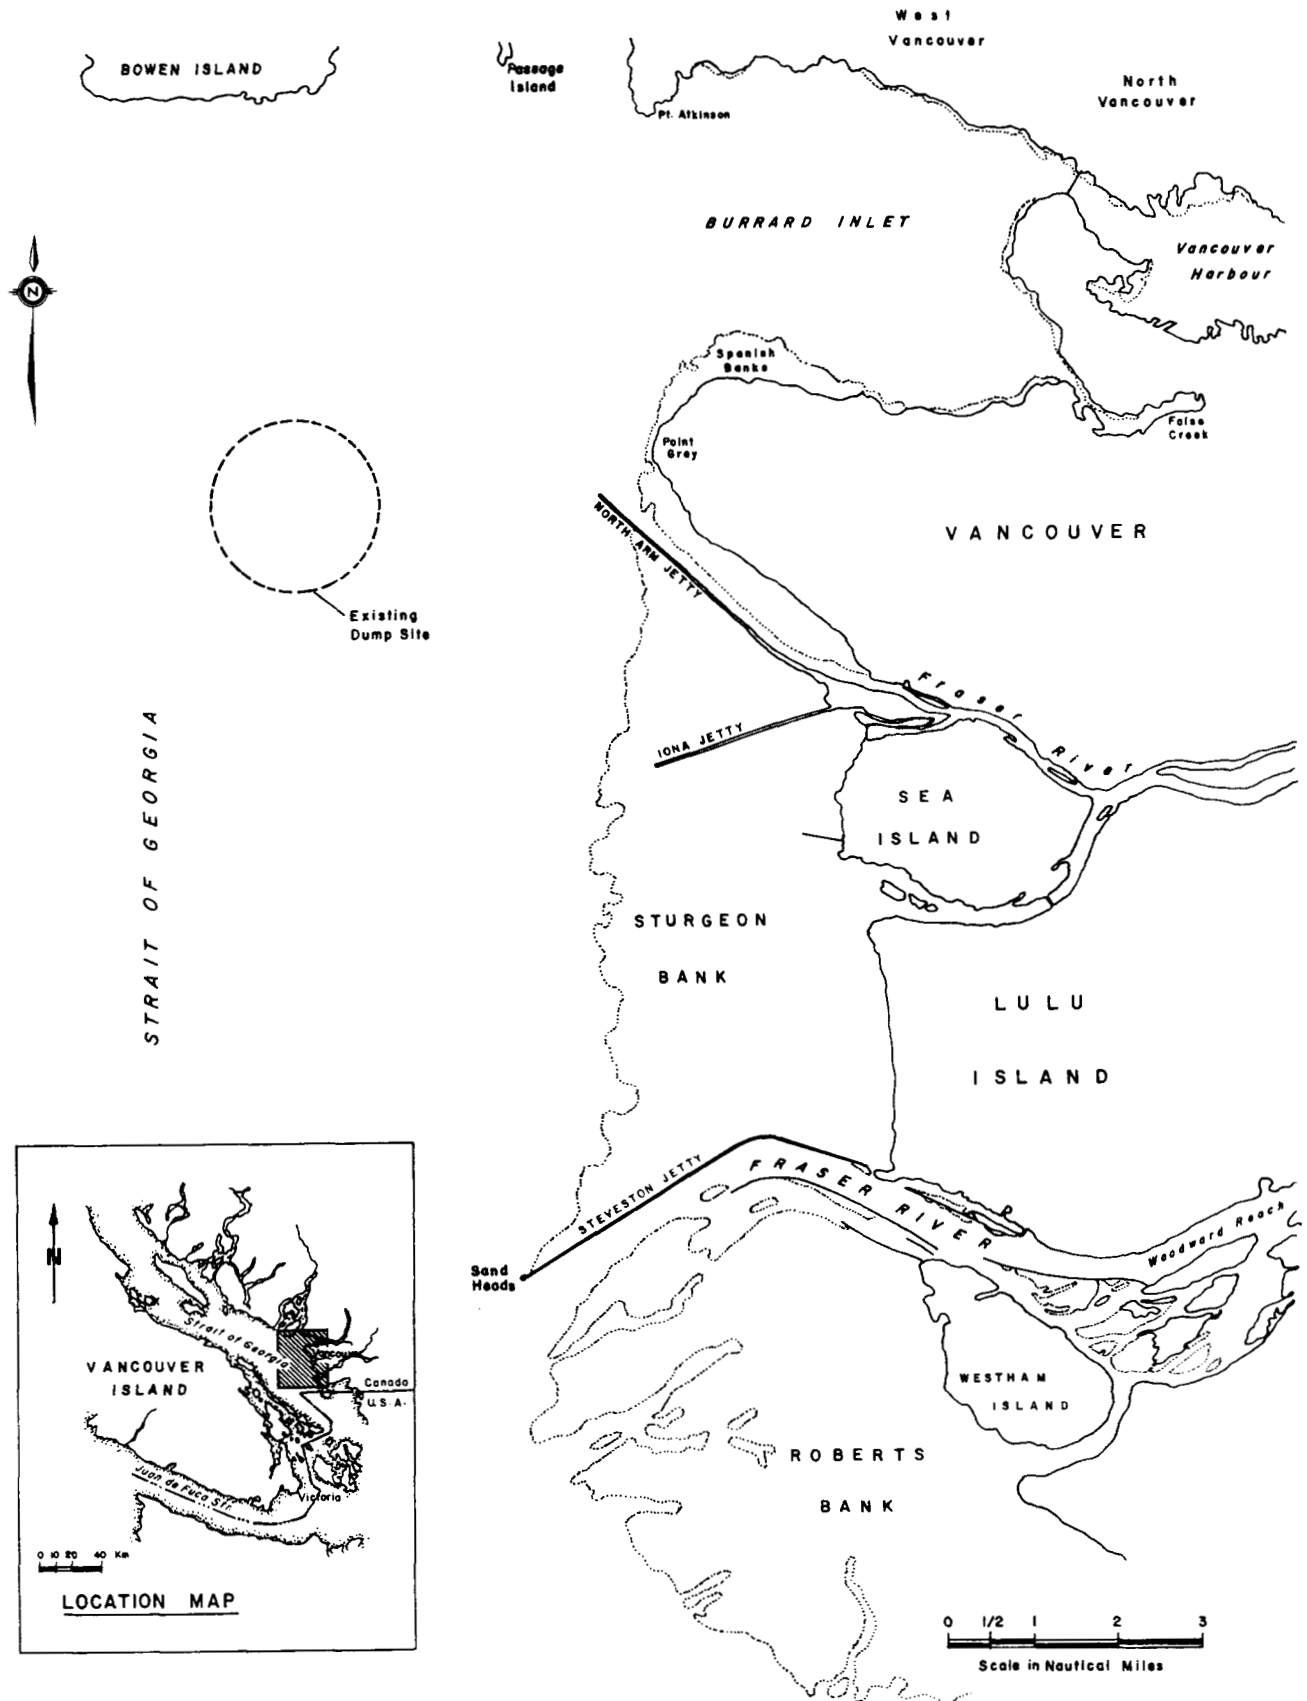 West
Vancouver
BOWEN ISLAND
Passage
Island
North
Vancouver
Pt. Atkinson
BURRARD INLET
Vancouver
Harbour
N
Spanish
Banks
False
Creek
Point
Grey
NORTH ARM JETTY
VANCOUVER
Existing
Dump Site
Fraser
River
IONA JETTY
STRAIT OF GEORGIA
SEA
ISLAND
STURGEON
BANK
LULU
ISLAND
STEVESTON JETTY
FRASER RIVER
Woodward Reach
Sand
Heads
WESTHAM
ISLAND
ROBERTS
BANK
N
Strait of Georgia
Vancouver
VANCOUVER
ISLAND
Canada
U.S.A.
Juan de Fuca Str.
Victoria
0 10 20 40 Km
LOCATION MAP
0 1/2 1 2 3
Scale in Nautical Miles